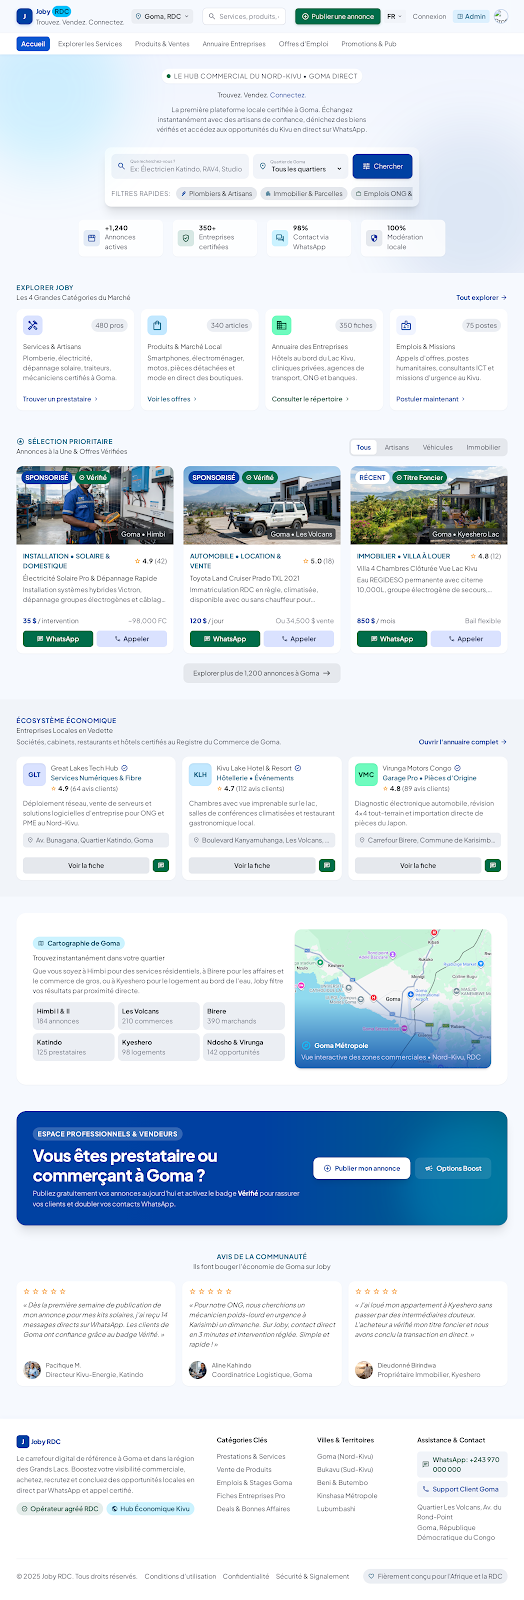 J Joby RDC
Trouvez. Vendez. Connectez.
Goma, RDC
Services, produits,
Publier une annonce
FR
Connexion
Admin
Accueil
Explorer les Services
Produits & Ventes
Annuaire Entreprises
Offres d'Emploi
Promotions & Pub
LE HUB COMMERCIAL DU NORD-KIVU • GOMA DIRECT
Trouvez. Vendez. Connectez.
La première plateforme locale certifiée à Goma. Échangez
instantanément avec des artisans de confiance, dénichez des biens
vérifiés et accédez aux opportunités du Kivu en direct sur WhatsApp.
Que recherchez-vous ?
Ex: Électricien Katindo, RAV4, Studio
Quartier de Goma
Tous les quartiers
Chercher
FILTRES RAPIDES:
Plombiers & Artisans
Immobilier & Parcelles
Emplois ONG &
+1,240
Annonces
actives
350+
Entreprises
certifiées
98%
Contact via
WhatsApp
100%
Modération
locale
EXPLORER JOBY
Les 4 Grandes Catégories du Marché
Tout explorer →
480 pros
Services & Artisans
Plomberie, électricité,
dépannage solaire, traiteurs,
mécaniciens certifiés à Goma.
Trouver un prestataire
340 articles
Produits & Marché Local
Smartphones, électroménager,
motos, pièces détachées et
mode en direct des boutiques.
Voir les offres
350 fiches
Annuaire des Entreprises
Hôtels au bord du Lac Kivu,
cliniques privées, agences de
transport, ONG et banques.
Consulter le répertoire
75 postes
Emplois & Missions
Appels d'offres, postes
humanitaires, consultants ICT et
missions d'urgence au Kivu.
Postuler maintenant
SÉLECTION PRIORITAIRE
Annonces à la Une & Offres Vérifiées
Tous
Artisans
Véhicules
Immobilier
SPONSORISÉ
Vérifié
Goma • Himbi
INSTALLATION • SOLAIRE &
DOMESTIQUE
4.9 (42)
Électricité Solaire Pro & Dépannage Rapide
Installation systèmes hybrides Victron,
dépannage groupes électrogènes et câblag...
35 $ / intervention
~98,000 FC
WhatsApp
Appeler
SPONSORISÉ
Vérifié
Goma • Les Volcans
AUTOMOBILE • LOCATION &
VENTE
5.0 (18)
Toyota Land Cruiser Prado TXL 2021
Immatriculation RDC en règle, climatisée,
disponible avec ou sans chauffeur pour...
120 $ / jour
Ou 34,500 $ vente
WhatsApp
Appeler
RÉCENT
Titre Foncier
Goma • Kyeshero Lac
IMMOBILIER • VILLA À LOUER
4.8 (12)
Villa 4 Chambres Clôturée Vue Lac Kivu
Eau REGIDESO permanente avec citerne
10,000L, groupe électrogène de secours,...
850 $ / mois
Bail flexible
WhatsApp
Appeler
Explorer plus de 1,200 annonces à Goma →
ÉCOSYSTÈME ÉCONOMIQUE
Entreprises Locales en Vedette
Sociétés, cabinets, restaurants et hôtels certifiés au Registre du Commerce de Goma.
Ouvrir l'annuaire complet →
GLT
Great Lakes Tech Hub
Services Numériques & Fibre
4.9 (64 avis clients)
Déploiement réseau, vente de serveurs et
solutions logicielles d'entreprise pour ONG et
PME au Nord-Kivu.
Av. Bunagana, Quartier Katindo, Goma
Voir la fiche
KLH
Kivu Lake Hotel & Resort
Hôtellerie • Événements
4.7 (112 avis clients)
Chambres avec vue imprenable sur le lac,
salles de conférences climatisées et restaurant
gastronomique local.
Boulevard Kanyamuhanga, Les Volcans, ...
Voir la fiche
VMC
Virunga Motors Congo
Garage Pro • Pièces d'Origine
4.8 (89 avis clients)
Diagnostic électronique automobile, révision
4x4 tout-terrain et importation directe de
pièces du Japon.
Carrefour Birere, Commune de Karisimb...
Voir la fiche
Cartographie de Goma
Trouvez instantanément dans votre quartier
Que vous soyez à Himbi pour des services résidentiels, à Birere pour les affaires et
le commerce de gros, ou à Kyeshero pour le logement au bord de l'eau, Joby filtre
vos résultats par proximité directe.
Himbi I & II
184 annonces
Les Volcans
210 commerces
Birere
390 marchands
Katindo
125 prestataires
Kyeshero
98 logements
Ndosho & Virunga
142 opportunités
Goma
Goma Métropole
Vue interactive des zones commerciales • Nord-Kivu, RDC
ESPACE PROFESSIONNELS & VENDEURS
Vous êtes prestataire ou
commerçant à Goma ?
Publiez gratuitement vos annonces aujourd'hui et activez le badge Vérifié pour rassurer
vos clients et doubler vos contacts WhatsApp.
Publier mon annonce
Options Boost
AVIS DE LA COMMUNAUTÉ
Ils font bouger l'économie de Goma sur Joby
« Dès la première semaine de publication de
mon annonce pour mes kits solaires, j'ai reçu 14
messages directs sur WhatsApp. Les clients de
Goma ont confiance grâce au badge Vérifié. »
Pacifique M.
Directeur Kivu-Energie, Katindo
« Pour notre ONG, nous cherchions un
mécanicien poids-lourd en urgence à
Karisimbi un dimanche. Sur Joby, contact direct
en 3 minutes et intervention réglée. Simple et
rapide ! »
Aline Kahindo
Coordinatrice Logistique, Goma
« J'ai loué mon appartement à Kyeshero sans
passer par des intermédiaires douteux.
L'acheteur a vérifié mon titre foncier et nous
avons conclu la transaction en direct. »
Dieudonné Birindwa
Propriétaire Immobilier, Kyeshero
J Joby RDC
Le carrefour digital de référence à Goma et dans la région
des Grands Lacs. Boostez votre visibilité commerciale,
achetez, recrutez et concluez des opportunités locales en
direct par WhatsApp et appel certifié.
Opérateur agréé RDC
Hub Économique Kivu
Catégories Clés
Prestations & Services
Vente de Produits
Emplois & Stages Goma
Fiches Entreprises Pro
Deals & Bonnes Affaires
Villes & Territoires
Goma (Nord-Kivu)
Bukavu (Sud-Kivu)
Beni & Butembo
Kinshasa Métropole
Lubumbashi
Assistance & Contact
WhatsApp: +243 970
000 000
Support Client Goma
Quartier Les Volcans, Av. du
Rond-Point
Goma, République
Démocratique du Congo
© 2025 Joby RDC. Tous droits réservés.
Conditions d'utilisation
Confidentialité
Sécurité & Signalement
Fièrement conçu pour l'Afrique et la RDC